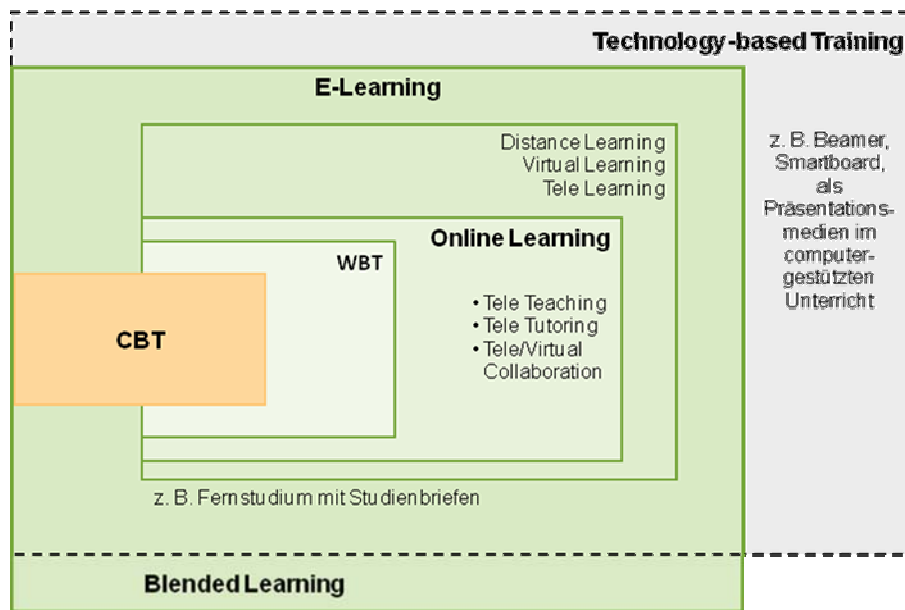 Technology-based Training
E-Learning
Distance Learning
Virtual Learning
Tele Learning
z. B. Beamer,
Smartboard,
als
Präsentations-
medien im
computer-
gestützten
Unterricht
Online Learning
WBT
• Tele Teaching
• Tele Tutoring
• Tele/Virtual
Collaboration
CBT
z. B. Fernstudium mit Studienbriefen
Blended Learning